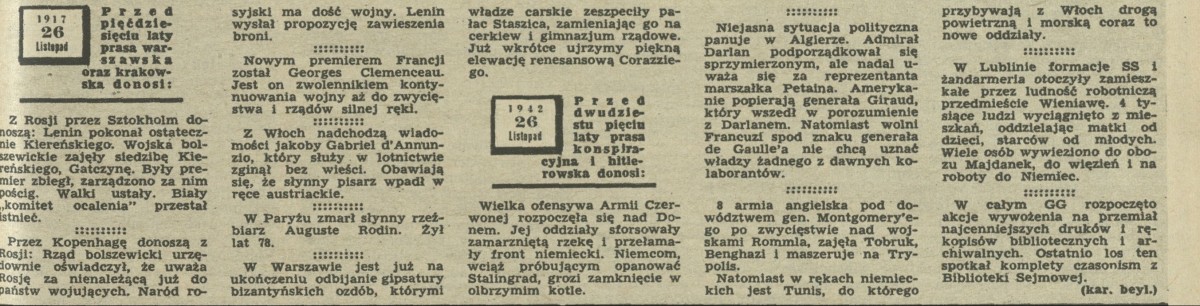 1917
26
Listopad
Przed
pięćdzie-
sięciu laty
prasa war-
szawska
oraz krakow-
ska donosi:
Z Rosji przez Sztokholm do-
noszą: Lenin pokonał ostatecz-
nie Kiereńskiego. Wojska bol-
szewickie zajęły siedzibę Kie-
reńskiego, Gatczynę. Były pre-
mier zbiegł, zarządzono za nim
pościg. Walki ustały. Biały
„komitet ocalenia" przestał
istnieć.
Przez Kopenhagę donoszą z
Rosji: Rząd bolszewicki urzę-
downie oświadczył, że uważa
Rosję za nienależącą już do
państw wojujących. Naród ro-
syjski ma dość wojny. Lenin
wysłał propozycję zawieszenia
broni.
Nowym premierem Francji
został Georges Clemenceau.
Jest on zwolennikiem konty-
nuowania wojny aż do zwycię-
stwa i rządów silnej ręki.
Z Włoch nadchodzą wiado-
mości jakoby Gabriel d'Annun-
zio, który służy w lotnictwie
zginął bez wieści. Obawiają
się, że słynny pisarz wpadł w
ręce austriackie.
W Paryżu zmarł słynny rzeź-
biarz Auguste Rodin. Żył
lat 78.
W Warszawie jest już na
ukończeniu odbijanie gipsatury
bizantyńskich ozdób, którymi
władze carskie zeszpeciły pa-
łac Staszica, zamieniając go na
cerkiew i gimnazjum rządowe.
Już wkrótce ujrzymy piękną
elewację renesansową Corazzie-
go.
1942
26
Listopad
Przed
dwudzie-
stu pięciu
laty prasa
konspira-
cyjna i hitle-
rowska donosi:
Wielka ofensywa Armii Czer-
wonej rozpoczęła się nad Do-
nem. Jej oddziały sforsowały
zamarzniętą rzekę i przełama-
ły front niemiecki. Niemcom,
wciąż próbującym opanować
Stalingrad, grozi zamknięcie w
olbrzymim kotle.
Niejasna sytuacja polityczna
panuje w Algierze. Admirał
Darlan podporządkował się
sprzymierzonym, ale nadal u-
waża się za reprezentanta
marszałka Petaina. Ameryka-
nie popierają generała Giraud,
który wszedł w porozumienie
z Darlanem. Natomiast wolni
Francuzi spod znaku generała
de Gaulle'a nie chcą uznać
władzy żadnego z dawnych ko-
laborantów.
8 armia angielska pod do-
wództwem gen. Montgomery'e-
go po zwycięstwie nad woj-
skami Rommla, zajęła Tobruk,
Benghazi i maszeruje na Try-
polis.
Natomiast w rękach niemiec-
kich jest Tunis, do którego
przybywają z Włoch drogą
powietrzną i morską coraz to
nowe oddziały.
W Lublinie formacje SS i
żandarmeria otoczyły zamiesz-
kałe przez ludność robotniczą
przedmieście Wieniawę. 4 ty-
siące ludzi wyciągnięto z mie-
szkań, oddzielając matki od
dzieci, starców od młodych.
Wiele osób wywieziono do obo-
zu Majdanek, do więzień i na
roboty do Niemiec.
W całym GG rozpoczęto
akcje wywożenia na przemiał
najcenniejszych druków i rę-
kopisów bibliotecznych i ar-
chiwalnych. Ostatnio los ten
spotkał komplety czasopism z
Biblioteki Sejmowej.
(kar. beyl.)